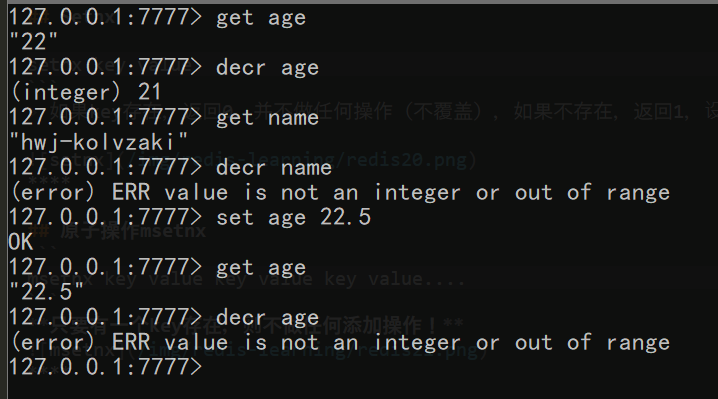 127.0.0.1:7777> get age
"22"
127.0.0.1:7777> decr age
(integer) 21
127.0.0.1:7777> get name
"hwj-kolvzaki"
127.0.0.1:7777> decr name
(error) ERR value is not an integer or out of range
127.0.0.1:7777> set age 22.5
OK
127.0.0.1:7777> get age
"22.5"
127.0.0.1:7777> decr age
(error) ERR value is not an integer or out of range
127.0.0.1:7777>